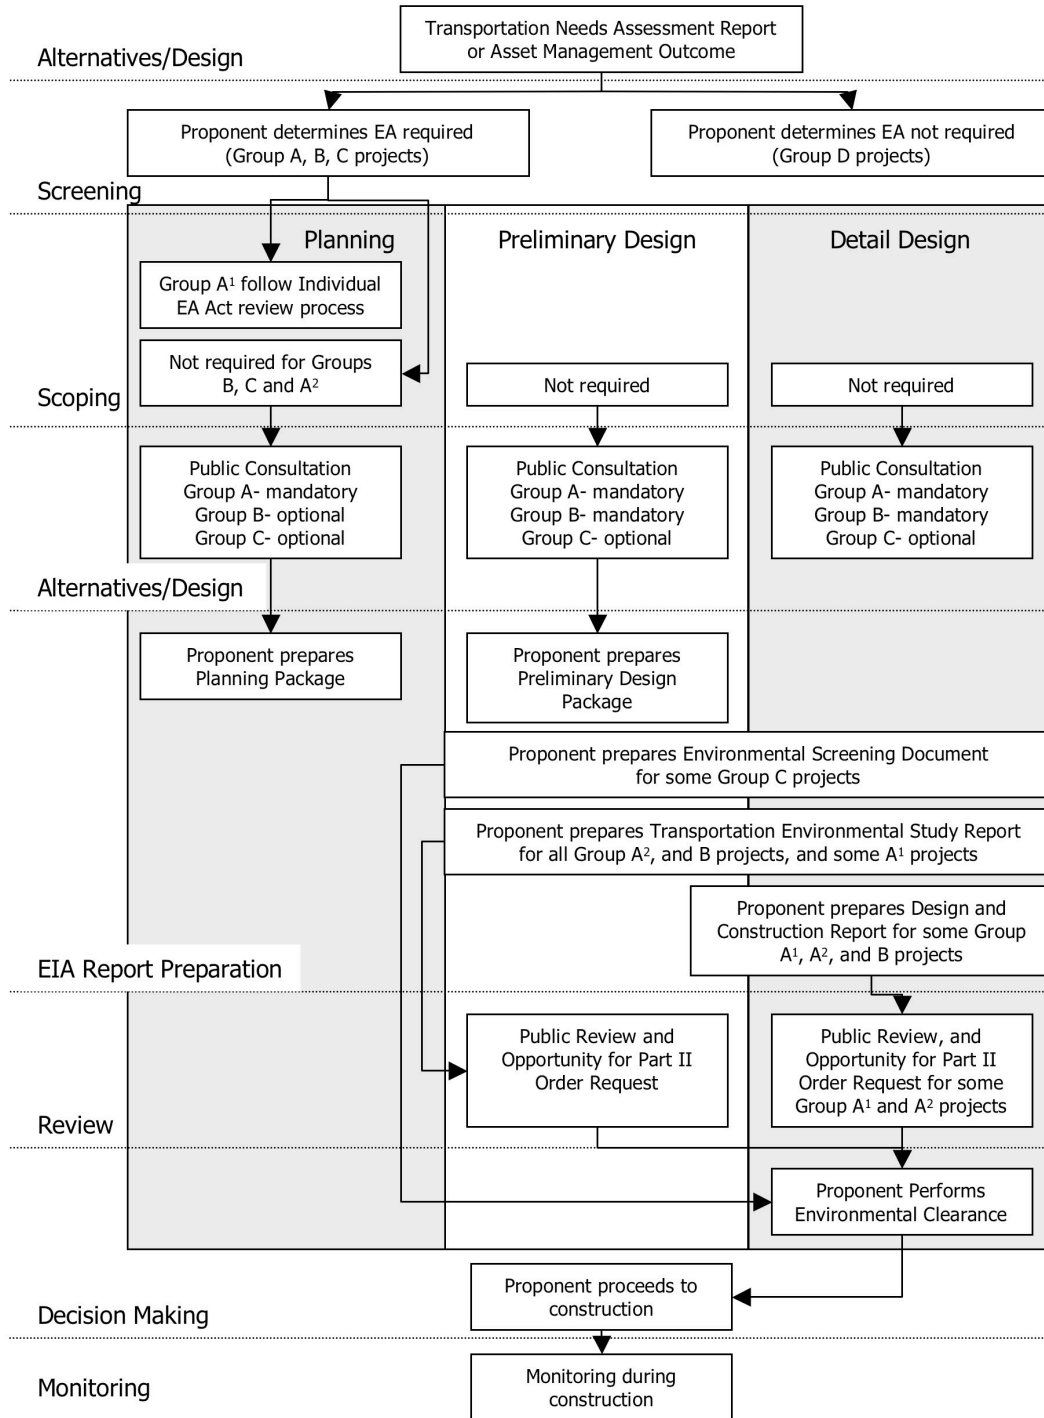 Transportation Needs Assessment Report
or Asset Management Outcome
Alternatives/Design
Proponent determines EA required
(Group A, B, C projects)
Proponent determines EA not required
(Group D projects)
Screening
Planning
Preliminary Design
Detail Design
Group A¹ follow Individual
EA Act review process
Not required for Groups
B, C and A²
Not required
Not required
Scoping
Public Consultation
Group A- mandatory
Group B- optional
Group C- optional
Public Consultation
Group A- mandatory
Group B- mandatory
Group C- optional
Public Consultation
Group A- mandatory
Group B- mandatory
Group C- optional
Alternatives/Design
Proponent prepares
Planning Package
Proponent prepares
Preliminary Design
Package
Proponent prepares Environmental Screening Document
for some Group C projects
Proponent prepares Transportation Environmental Study Report
for all Group A², and B projects, and some A¹ projects
Proponent prepares Design and
Construction Report for some Group
A¹, A², and B projects
EIA Report Preparation
Public Review and
Opportunity for Part II
Order Request
Public Review, and
Opportunity for Part II
Order Request for some
Group A¹ and A² projects
Review
Proponent Performs
Environmental Clearance
Proponent proceeds to
construction
Decision Making
Monitoring during
construction
Monitoring